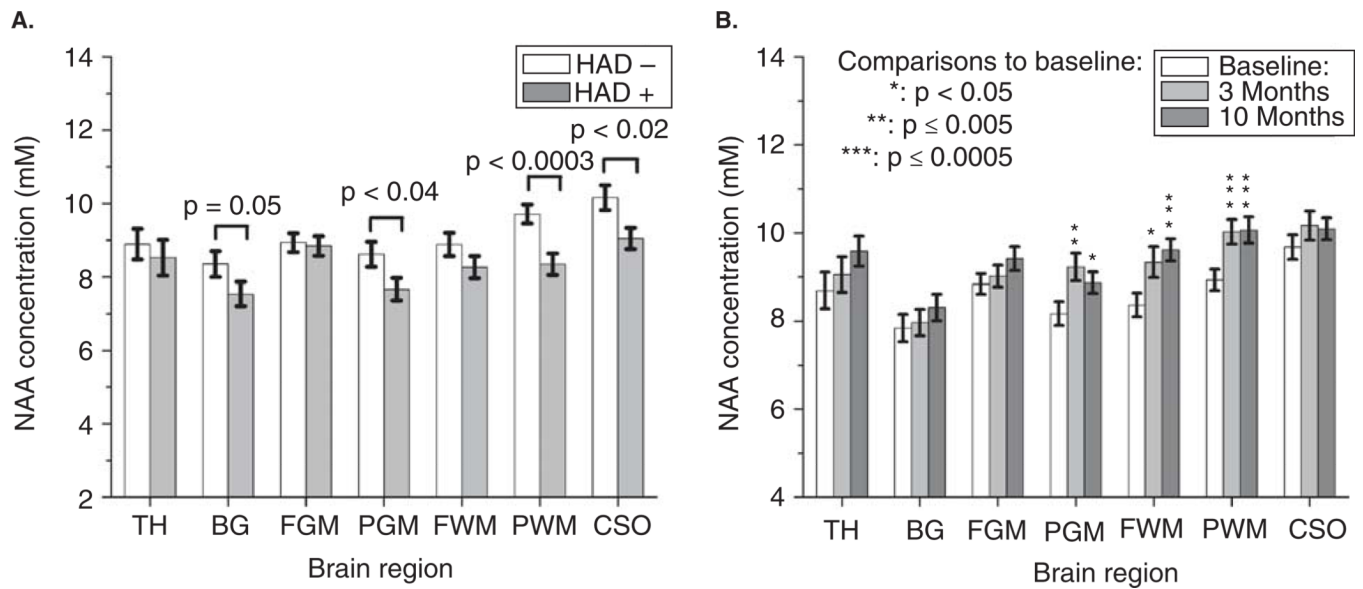 A.
14
12
10
8
6
4
2
NAA concentration (mM)
HAD –
HAD +
p = 0.05
p < 0.04
p < 0.0003
p < 0.02
TH BG FGM PGM FWM PWM CSO
Brain region
B.
14
12
10
8
6
4
NAA concentration (mM)
Comparisons to baseline:
*: p < 0.05
**: p ≤ 0.005
***: p ≤ 0.0005
Baseline:
3 Months
10 Months
** * * *** *** ***
TH BG FGM PGM FWM PWM CSO
Brain region